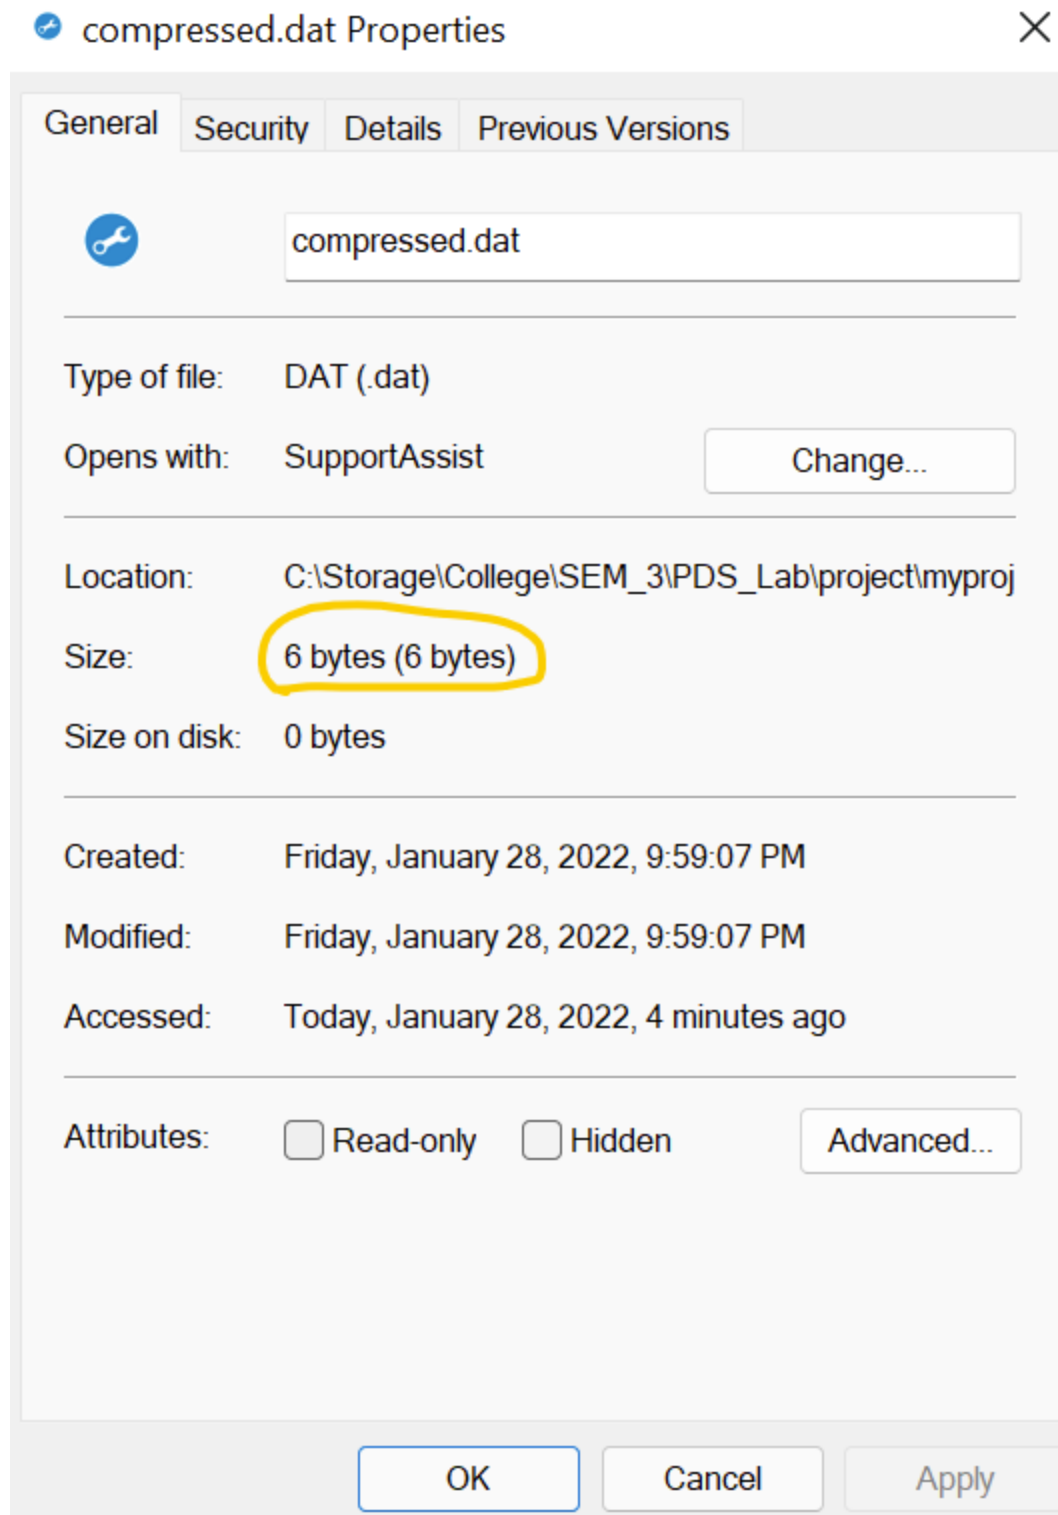 compressed.dat Properties
General Security Details Previous Versions
compressed.dat
Type of file: DAT (.dat)
Opens with: SupportAssist Change...
Location: C:\Storage\College\SEM_3\PDS_Lab\project\myproj
Size: 6 bytes (6 bytes)
Size on disk: 0 bytes
Created: Friday, January 28, 2022, 9:59:07 PM
Modified: Friday, January 28, 2022, 9:59:07 PM
Accessed: Today, January 28, 2022, 4 minutes ago
Attributes: Read-only Hidden Advanced...
OK Cancel Apply